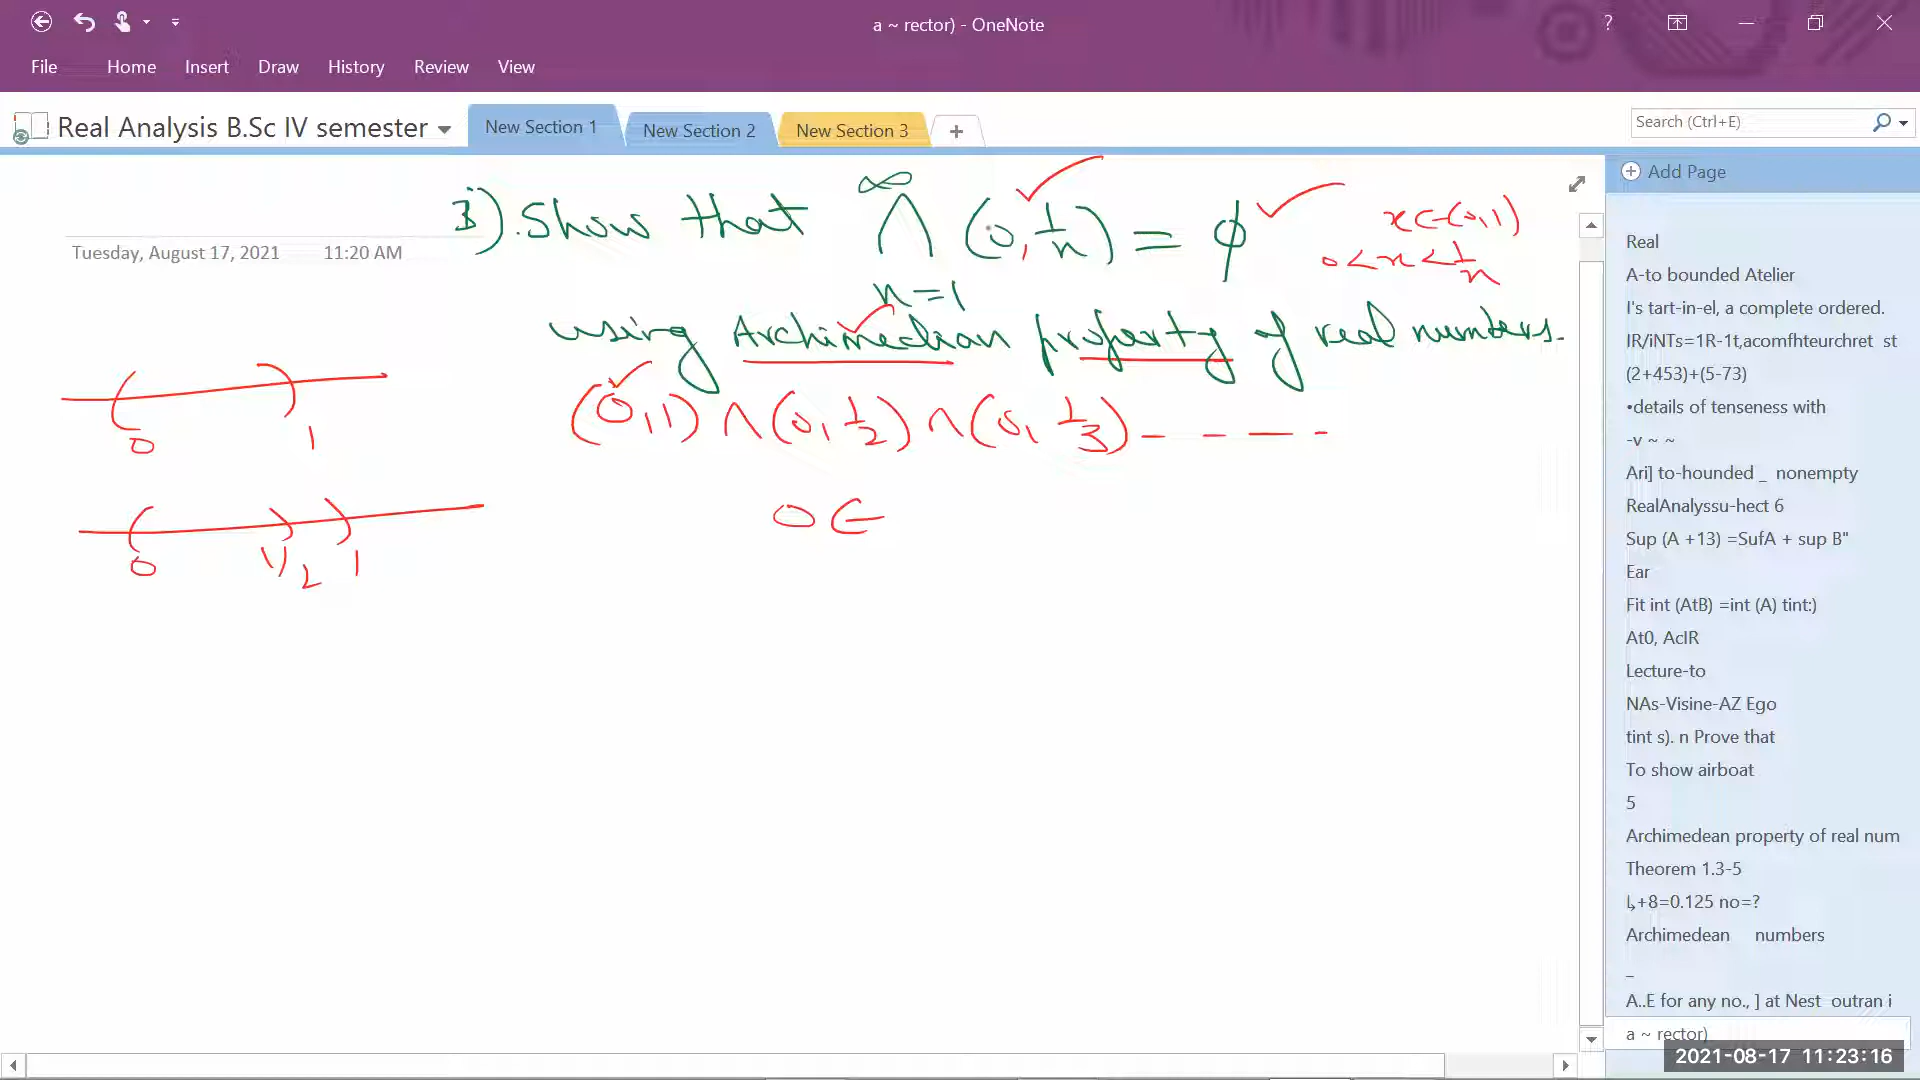 a ~ rector) - OneNote
?
File Home Insert Draw History Review View
Real Analysis B.Sc IV semester
New Section 1
New Section 2
New Section 3
+
Search (Ctrl+E)
Tuesday, August 17, 2021 11:20 AM
3). Show that ∞ ∩ n=1 (0, 1/n) = ϕ
x∈(0,1)
0<x<1/n
using Archimedian property of real numbers.
(0,1) ∩ (0, 1/2) ∩ (0, 1/3) - - - -
0 1
0 1/2 1
0 ∈
Add Page
Real
A-to bounded Atelier
I's tart-in-el, a complete ordered.
IR/iNTs=1R-1t,acomfhteurchret st
(2+453)+(5-73)
•details of tenseness with
-v ~ ~
Ari] to-hounded _ nonempty
RealAnalyssu-hect 6
Sup (A +13) =SufA + sup B"
Ear
Fit int (AtB) =int (A) tint:)
At0, AcIR
Lecture-to
NAs-Visine-AZ Ego
tint s). n Prove that
To show airboat
5
Archimedean property of real num
Theorem 1.3-5
l,+8=0.125 no=?
Archimedean numbers
_
A..E for any no., ] at Nest outran i
a ~ rector)
2021-08-17 11:23:16